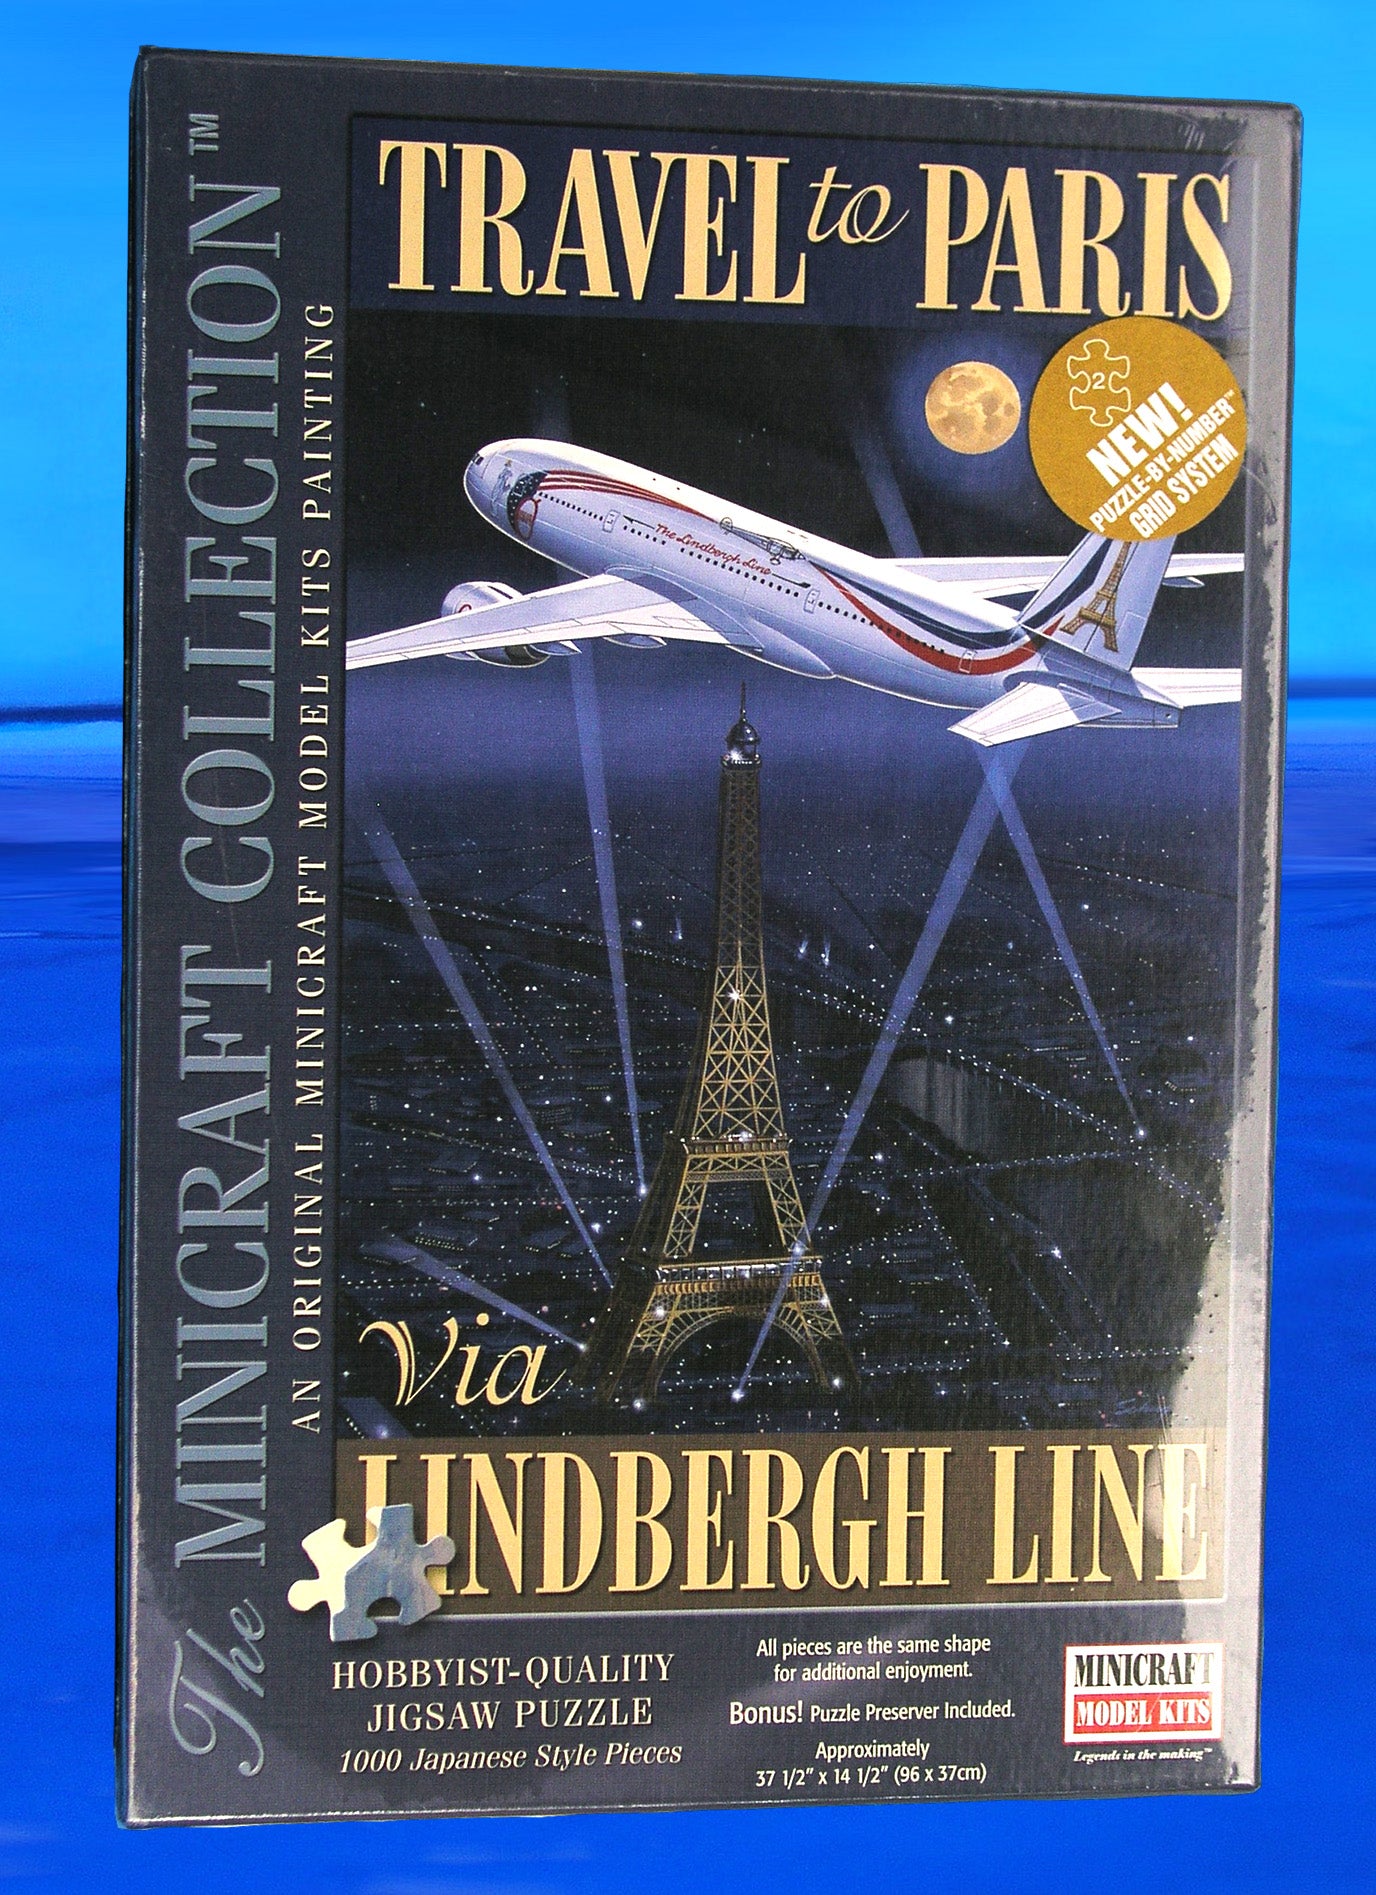 The MINICRAFT COLLECTION™
AN ORIGINAL MINICRAFT MODEL KITS PAINTING
TRAVEL to PARIS
2
NEW!
PUZZLE-BY-NUMBER™
GRID SYSTEM
The Lindbergh Line
Via
LINDBERGH LINE
HOBBYIST-QUALITY
JIGSAW PUZZLE
1000 Japanese Style Pieces
All pieces are the same shape
for additional enjoyment.
Bonus! Puzzle Preserver Included.
Approximately
37 1/2" x 14 1/2" (96 x 37cm)
MINICRAFT
MODEL KITS
Legends in the making™